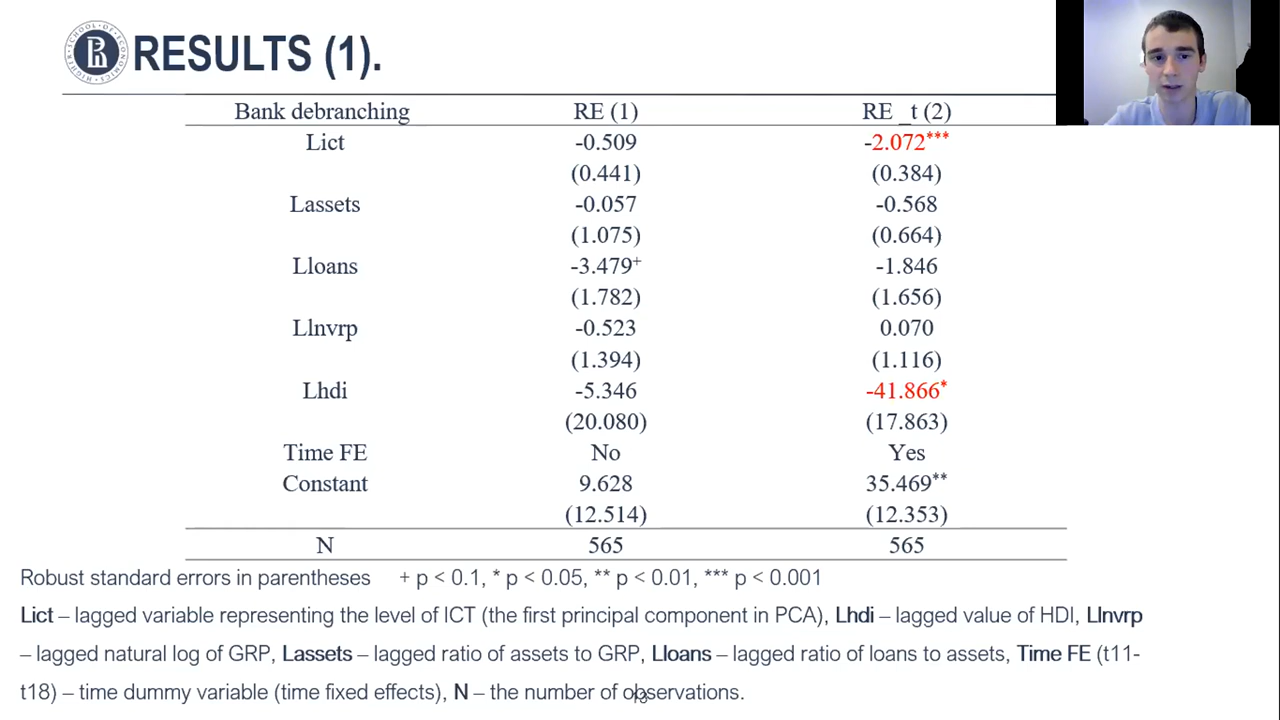 RESULTS (1).
Bank debranching RE (1) RE _t (2)
Lict -0.509 -2.072***
(0.441) (0.384)
Lassets -0.057 -0.568
(1.075) (0.664)
Lloans -3.479+ -1.846
(1.782) (1.656)
Llnvrp -0.523 0.070
(1.394) (1.116)
Lhdi -5.346 -41.866*
(20.080) (17.863)
Time FE No Yes
Constant 9.628 35.469**
(12.514) (12.353)
N 565 565
Robust standard errors in parentheses + p < 0.1, * p < 0.05, ** p < 0.01, *** p < 0.001
Lict – lagged variable representing the level of ICT (the first principal component in PCA), Lhdi – lagged value of HDI, Llnvrp
– lagged natural log of GRP, Lassets – lagged ratio of assets to GRP, Lloans – lagged ratio of loans to assets, Time FE (t11-
t18) – time dummy variable (time fixed effects), N – the number of observations.